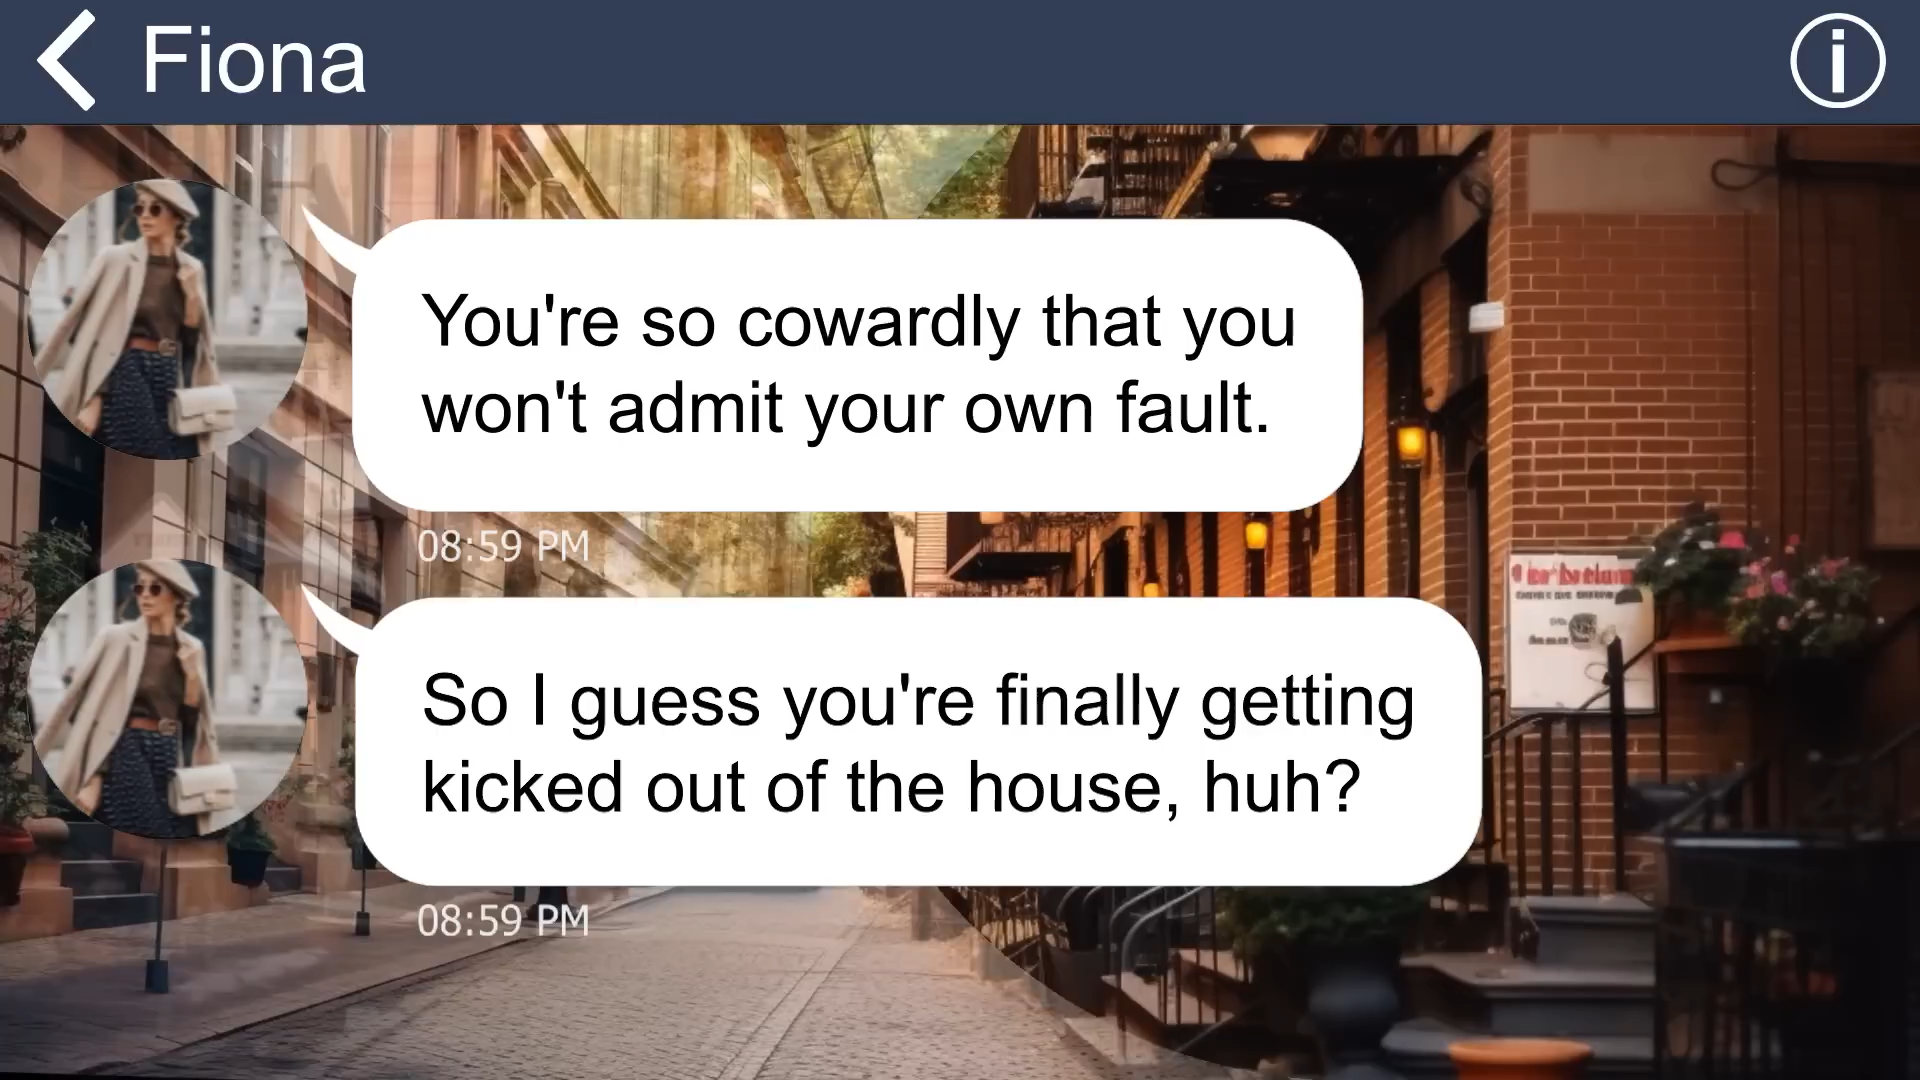 Fiona
You're so cowardly that you
won't admit your own fault.
08:59 PM
So I guess you're finally getting
kicked out of the house, huh?
08:59 PM